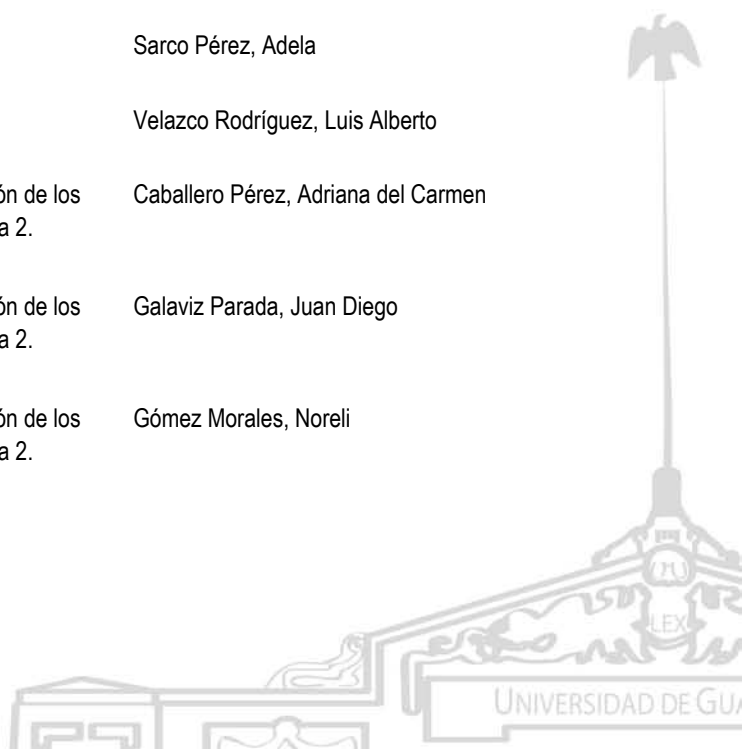 Sarco Pérez, Adela
Velazco Rodríguez, Luis Alberto
ón de los Caballero Pérez, Adriana del Carmen
a 2.
ón de los Galaviz Parada, Juan Diego
a 2.
ón de los Gómez Morales, Noreli
a 2.
LEX
UNIVERSIDAD DE GUA